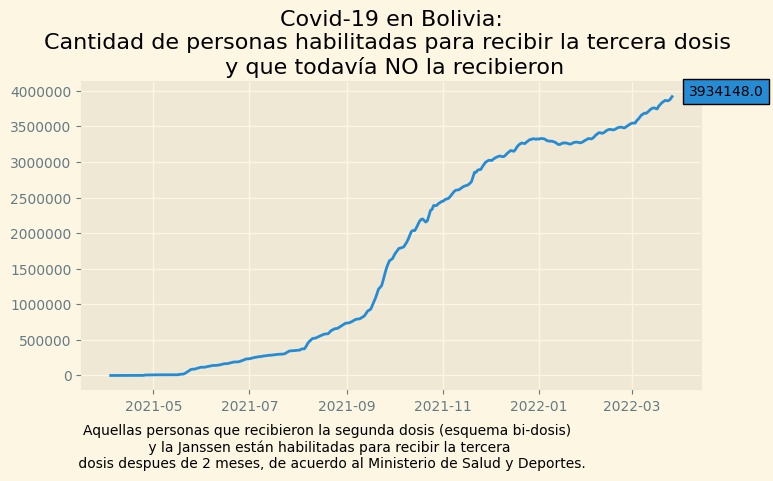 Covid-19 en Bolivia:
Cantidad de personas habilitadas para recibir la tercera dosis
y que todavía NO la recibieron
3934148.0
4000000
3500000
3000000
2500000
2000000
1500000
1000000
500000
0
2021-05 2021-07 2021-09 2021-11 2022-01 2022-03
Aquellas personas que recibieron la segunda dosis (esquema bi-dosis)
y la Janssen están habilitadas para recibir la tercera
dosis despues de 2 meses, de acuerdo al Ministerio de Salud y Deportes.